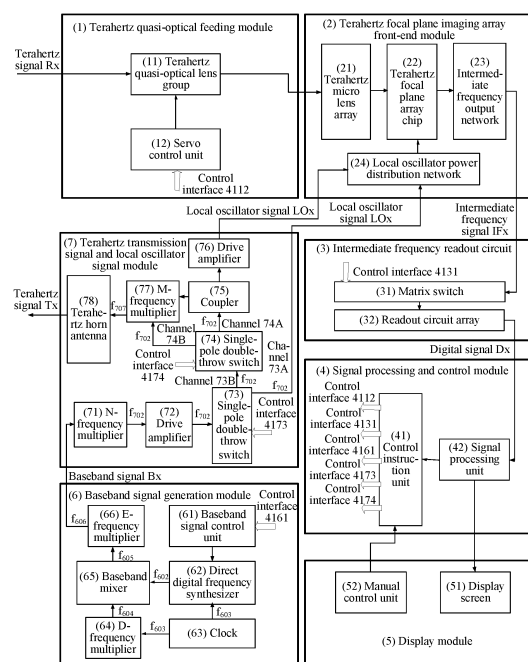 (1) Terahertz quasi-optical feeding module
Terahertz
signal Rx
(11) Terahertz
quasi-optical lens
group
(12) Servo
control unit
Control
interface 4112
(2) Terahertz focal plane imaging array
front-end module
(21)
Terahertz
micro
lens
array
(22)
Terahertz
focal
plane
array
chip
(23)
Intermediate
frequency
output
network
(24) Local oscillator power
distribution network
Local oscillator signal LOx
Local oscillator
signal LOx
Intermediate
frequency
signal IFx
(7) Terahertz transmission
signal and local oscillator
signal module
(76) Drive
amplifier
Terahertz
signal Tx
(78)
Terahe-
rtz horn
antenna
f707
(77) M-
frequency
multiplier
(75)
Coupler
f702
f702
Channel 74A
Channel
74B
(74) Single-
pole double-
throw switch
Control
interface
4174
Cha-
nnel
73A
Channel 73B
f702
f702
(73)
Single-
pole
double-
throw
switch
Control
interface
4173
(71) N-
frequency
multiplier
f702
(72) Drive
amplifier
f702
Baseband signal Bx
(3) Intermediate frequency readout circuit
Control interface 4131
(31) Matrix switch
(32) Readout circuit array
Digital signal Dx
(4) Signal processing and control module
Control
interface 4112
Control
interface 4131
Control
interface 4161
Control
interface 4173
Control
interface 4174
(41)
Control
instruc-
tion
unit
(42) Signal
processing
unit
(6) Baseband signal generation module
(66) E-
frequency
multiplier
f606
(61) Baseband
signal control
unit
Control
interface
4161
f605
(65) Baseband
mixer
f602
(62) Direct
digital frequency
synthesizer
f604
f603
(64) D-
frequency
multiplier
f603
(63) Clock
(52) Manual
control unit
(51) Display
screen
(5) Display module